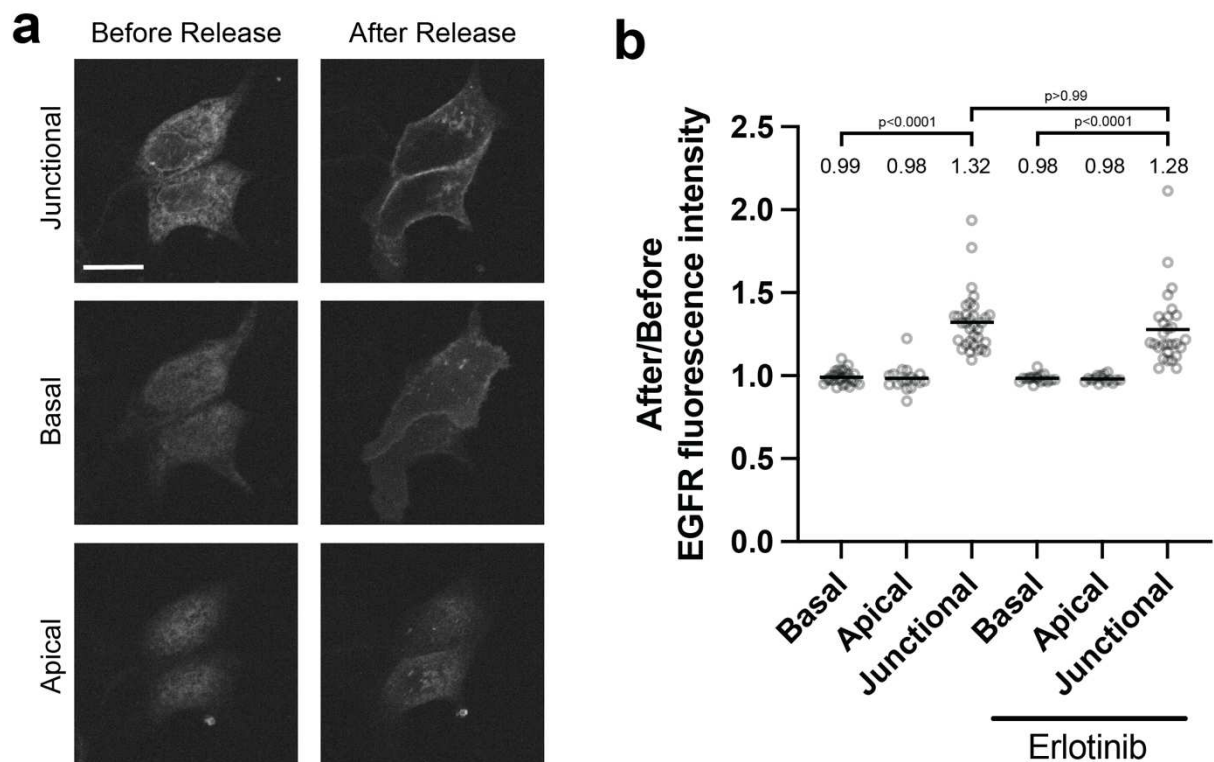 a
Before Release
After Release
Junctional
Basal
Apical
b
After/Before
EGFR fluorescence intensity
p>0.99
p<0.0001
p<0.0001
0.99
0.98
1.32
0.98
0.98
1.28
2.5
2.0
1.5
1.0
0.5
0.0
Basal
Apical
Junctional
Basal
Apical
Junctional
Erlotinib